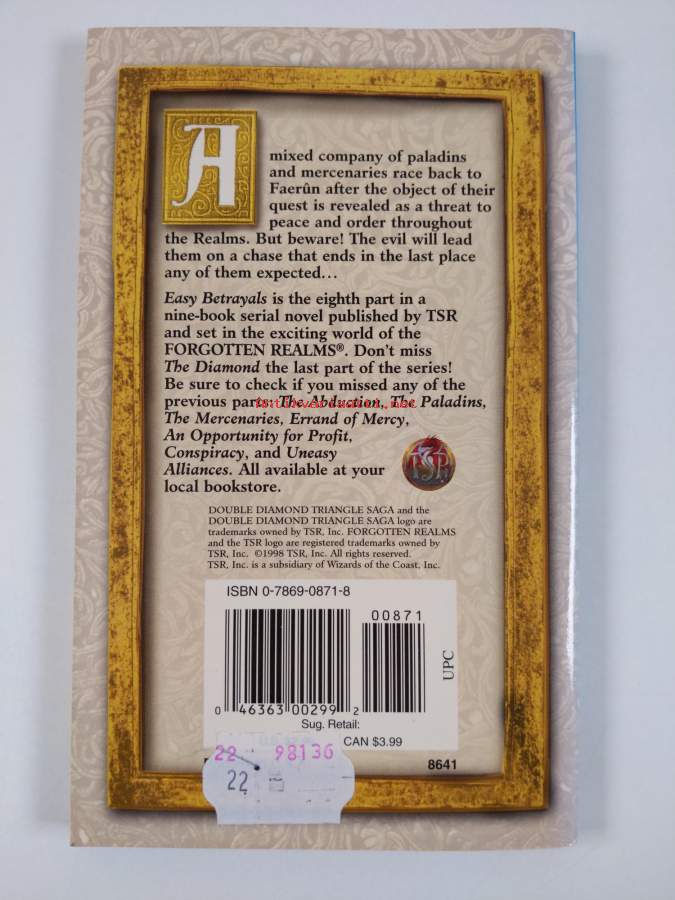 A mixed company of paladins
and mercenaries race back to
Faerûn after the object of their
quest is revealed as a threat to
peace and order throughout
the Realms. But beware! The evil will lead
them on a chase that ends in the last place
any of them expected…
Easy Betrayals is the eighth part in a
nine-book serial novel published by TSR
and set in the exciting world of the
FORGOTTEN REALMS®. Don't miss
The Diamond the last part of the series!
Be sure to check if you missed any of the
previous parts: The Abduction, The Paladins,
The Mercenaries, Errand of Mercy,
An Opportunity for Profit,
Conspiracy, and Uneasy
Alliances. All available at your
local bookstore.
TSR
DOUBLE DIAMOND TRIANGLE SAGA and the
DOUBLE DIAMOND TRIANGLE SAGA logo are
trademarks owned by TSR, Inc. FORGOTTEN REALMS
and the TSR logo are registered trademarks owned by
TSR, Inc. ©1998 TSR, Inc. All rights reserved.
TSR, Inc. is a subsidiary of Wizards of the Coast, Inc.
ISBN 0-7869-0871-8
00871
UPC
0 46363 00299 2
Sug. Retail:
CAN $3.99
22 98136
22
8641